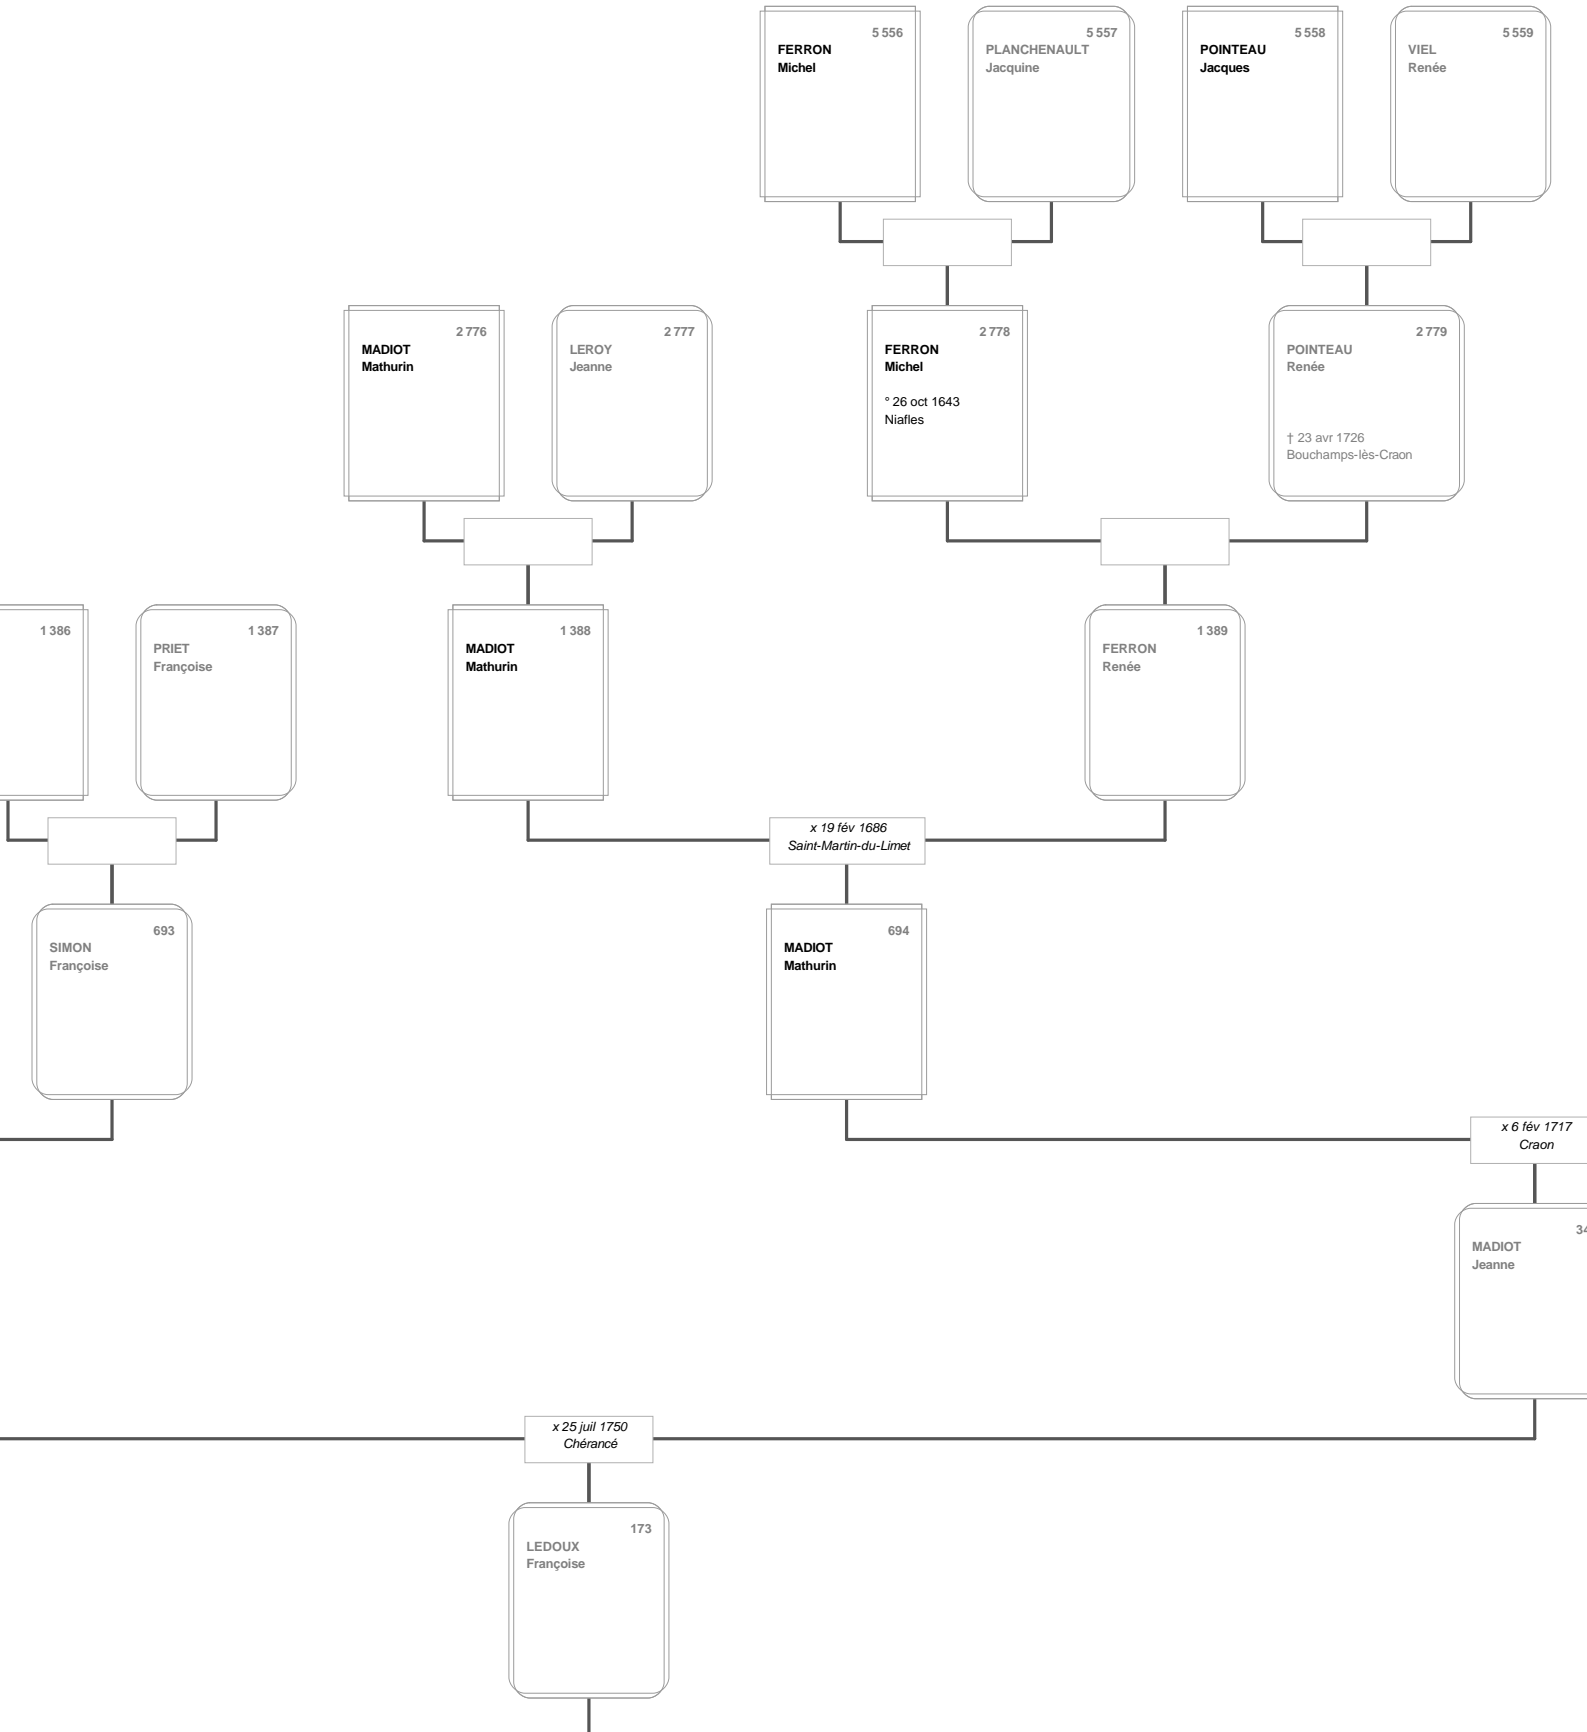 5 556
FERRON
Michel
5 557
PLANCHENAULT
Jacquine
5 558
POINTEAU
Jacques
5 559
VIEL
Renée
2 776
MADIOT
Mathurin
2 777
LEROY
Jeanne
2 778
FERRON
Michel
° 26 oct 1643
Niafles
2 779
POINTEAU
Renée
† 23 avr 1726
Bouchamps-lès-Craon
1 386
1 387
PRIET
Françoise
1 388
MADIOT
Mathurin
1 389
FERRON
Renée
x 19 fév 1686
Saint-Martin-du-Limet
693
SIMON
Françoise
694
MADIOT
Mathurin
x 6 fév 1717
Craon
34
MADIOT
Jeanne
x 25 juil 1750
Chérancé
173
LEDOUX
Françoise